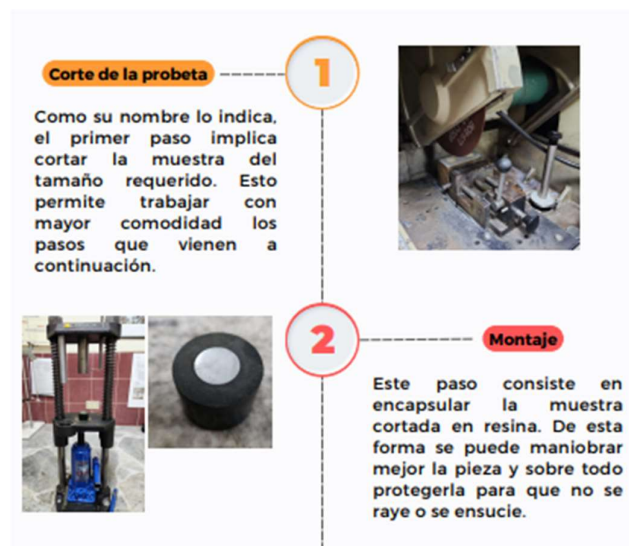 Corte de la probeta
1
Como su nombre lo indica,
el primer paso implica
cortar la muestra del
tamaño requerido. Esto
permite trabajar con
mayor comodidad los
pasos que vienen a
continuación.
2
Montaje
Este paso consiste en
encapsular la muestra
cortada en resina. De esta
forma se puede maniobrar
mejor la pieza y sobre todo
protegerla para que no se
raye o se ensucie.